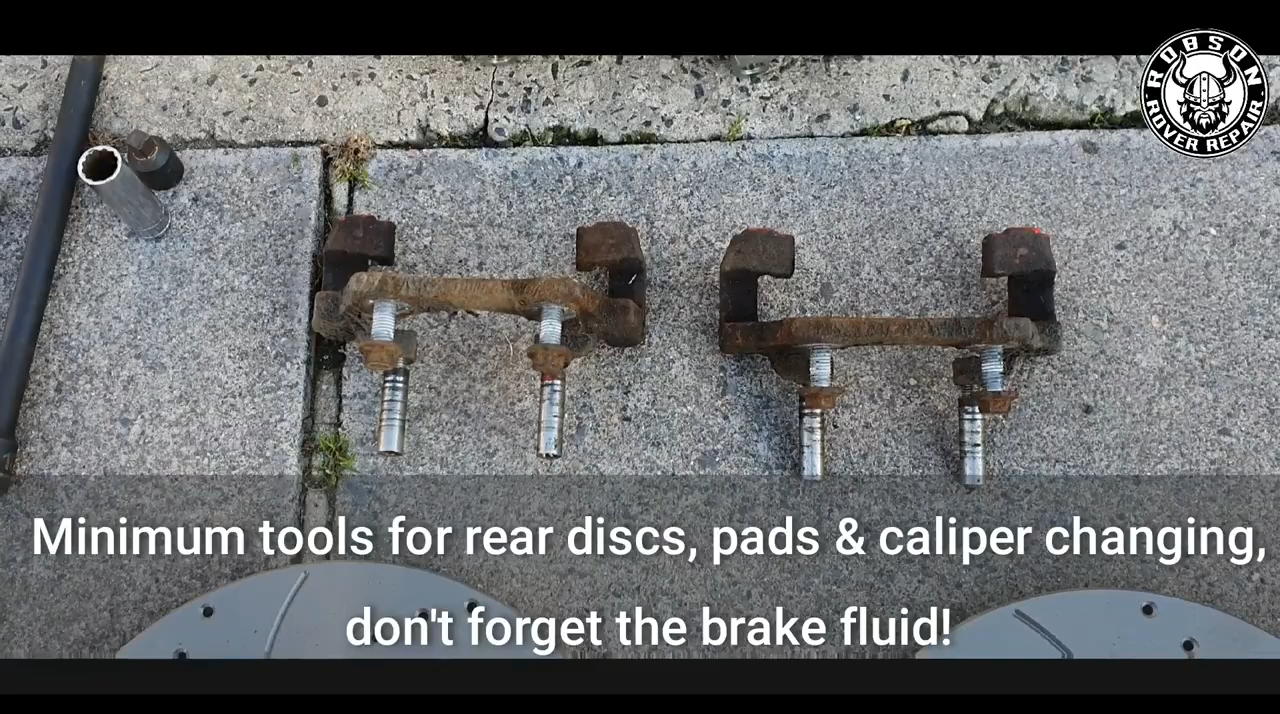 ROBSON
ROVER REPAIR
Minimum tools for rear discs, pads & caliper changing,
don't forget the brake fluid!